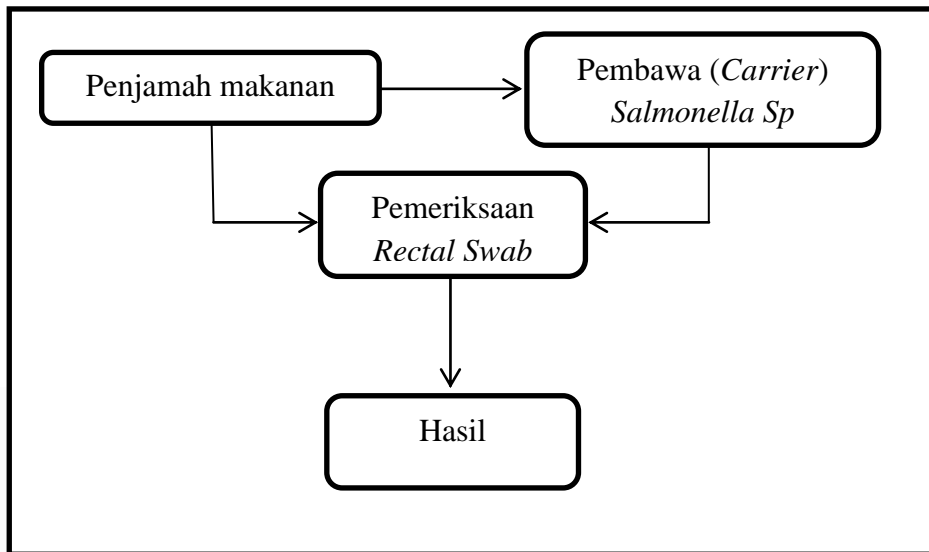 Penjamah makanan
Pembawa (Carrier)
Salmonella Sp
Pemeriksaan
Rectal Swab
Hasil